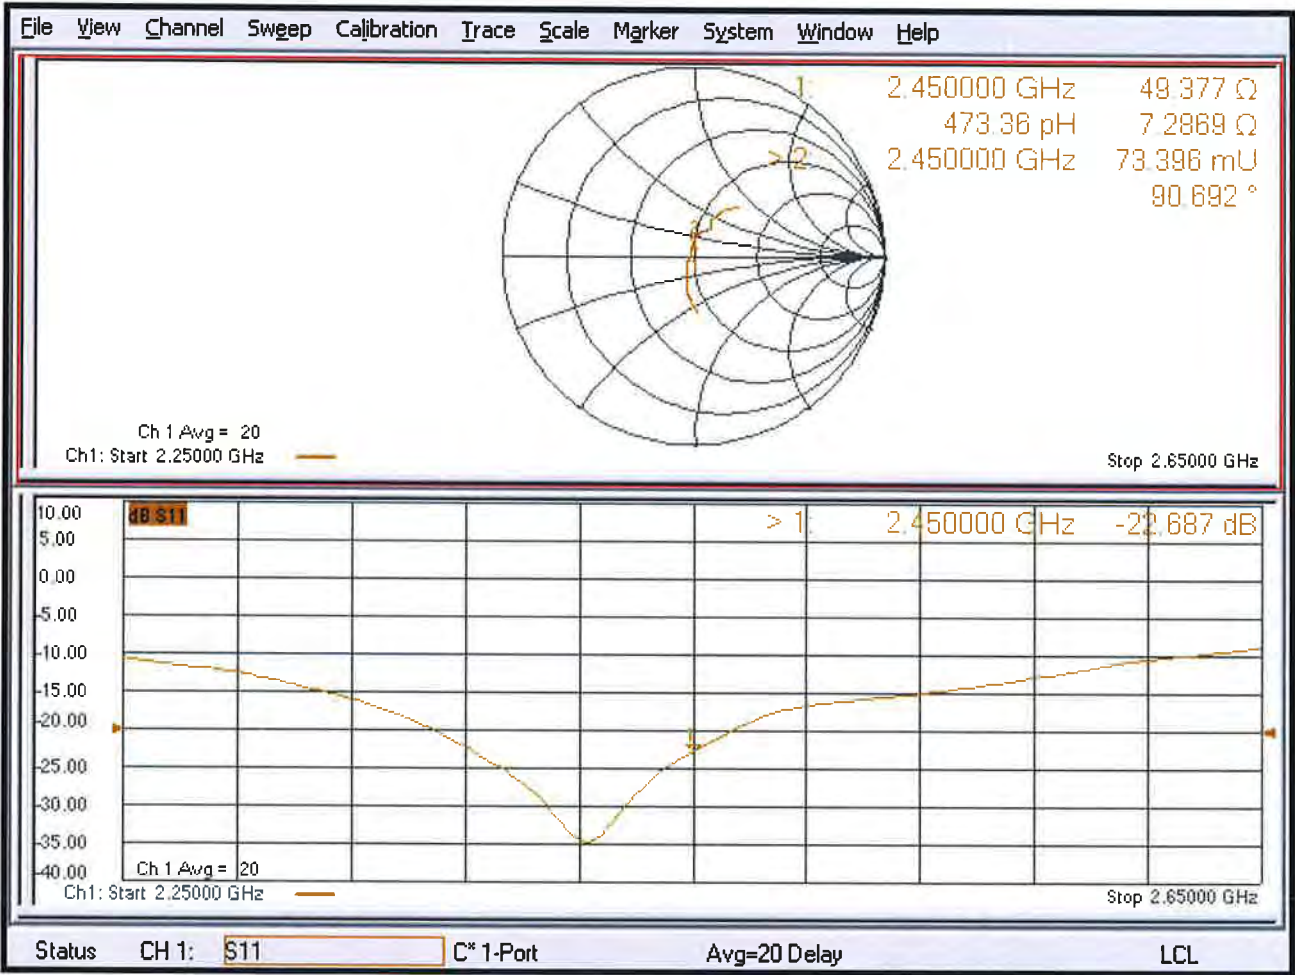 File View Channel Sweep Calibration Trace Scale Marker System Window Help
1: 2.450000 GHz 49.377 Ω
473.36 pH 7.2869 Ω
> 2: 2.450000 GHz 73.396 mU
90.692 °
Ch 1 Avg = 20
Ch1: Start 2.25000 GHz
Stop 2.65000 GHz
10.00
dB S11
> 1: 2.450000 GHz -22.687 dB
5.00
0.00
-5.00
-10.00
-15.00
-20.00
-25.00
-30.00
-35.00
-40.00
Ch 1 Avg = 20
Ch1: Start 2.25000 GHz
Stop 2.65000 GHz
Status CH 1: S11 C* 1-Port Avg=20 Delay LCL